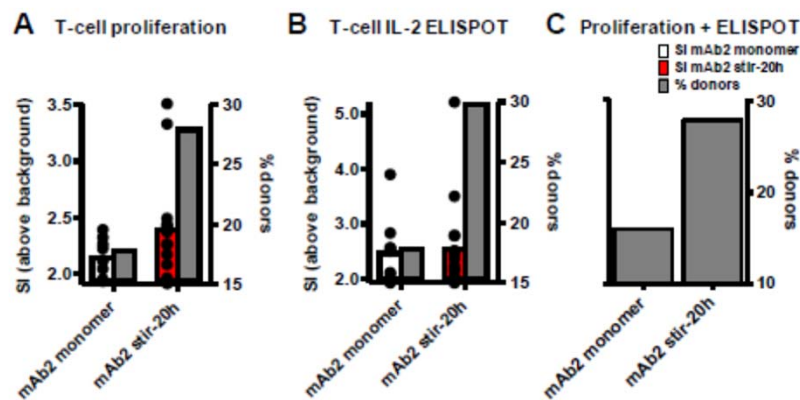 A T-cell proliferation
B T-cell IL-2 ELISPOT
C Proliferation + ELISPOT
SI mAb2 monomer
SI mAb2 stir-20h
% donors
SI (above background)
3.5
3.0
2.5
2.0
30
25
20
15
% donors
mAb2 monomer
mAb2 stir-20h
SI (above background)
5.0
4.0
3.0
2.0
30
25
20
15
% donors
mAb2 monomer
mAb2 stir-20h
30
20
10
% donors
mAb2 monomer
mAb2 stir-20h